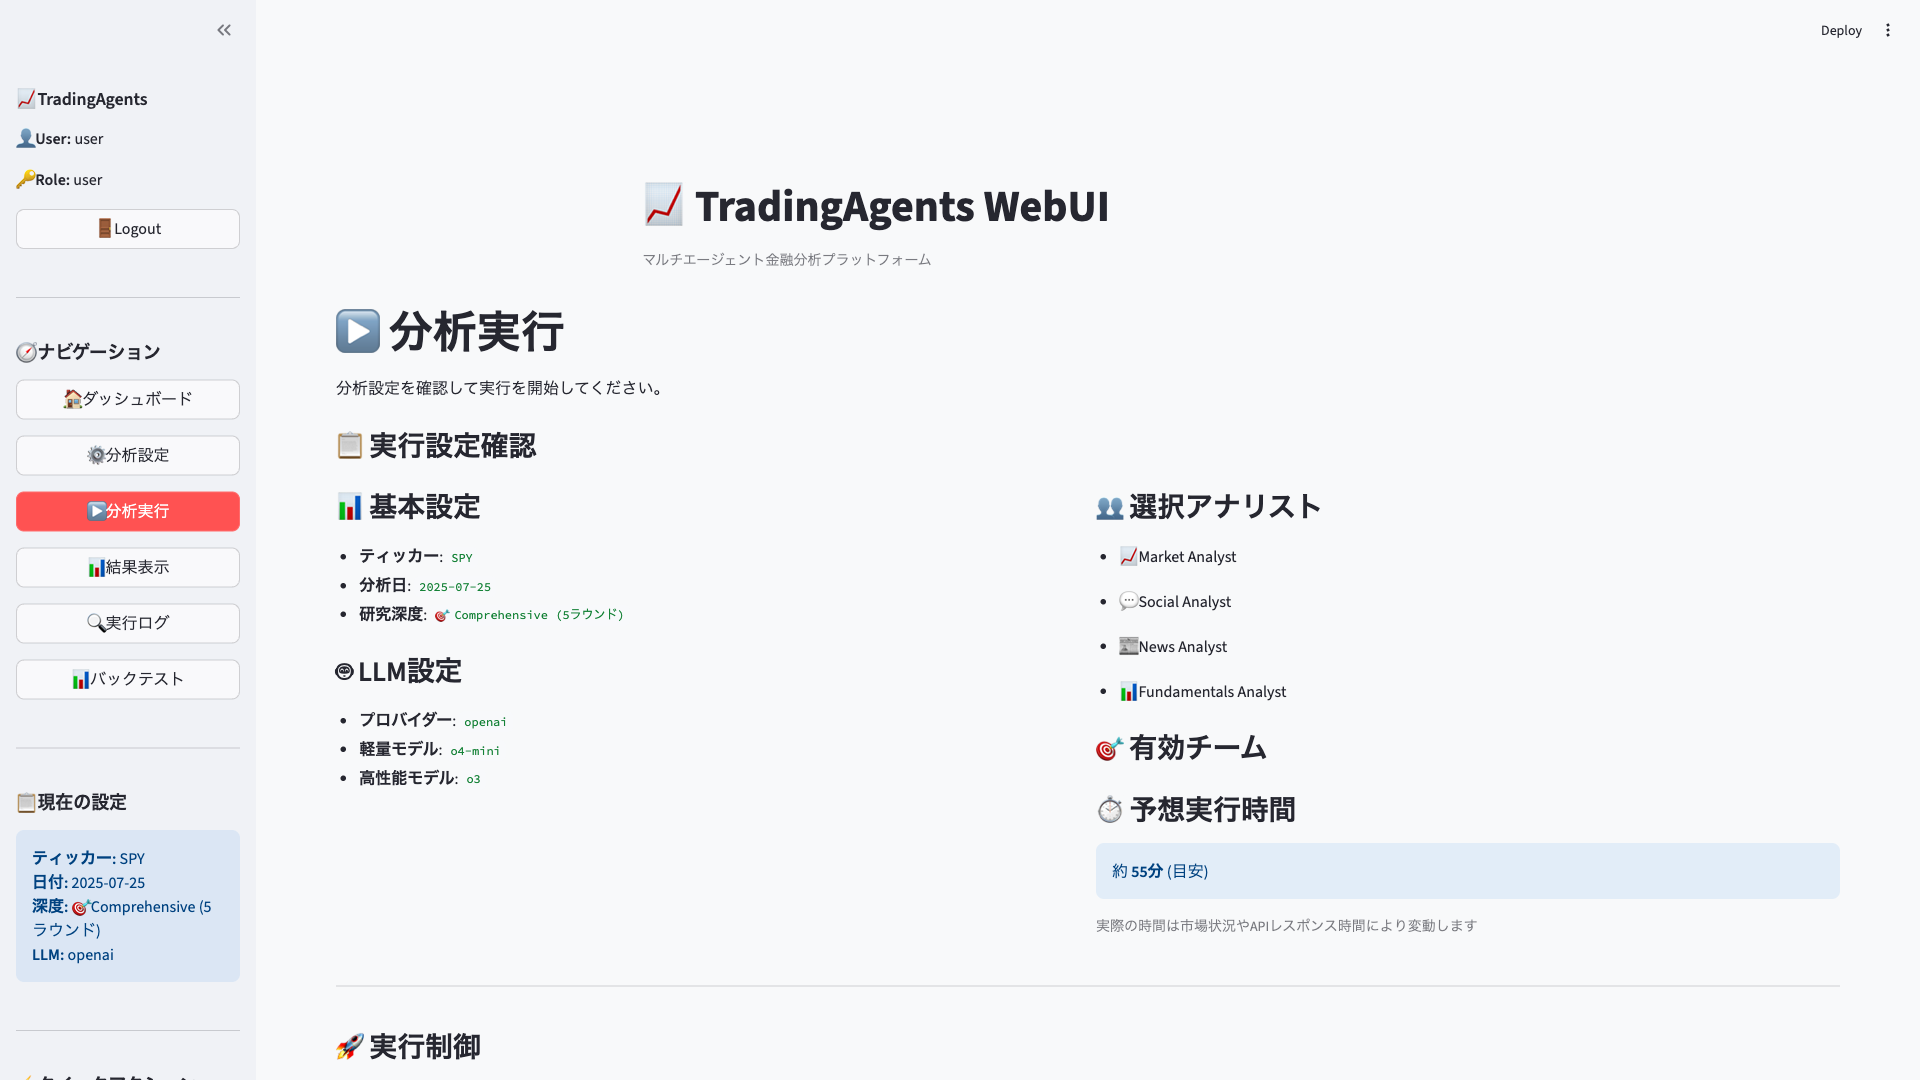 TradingAgents
User: user
Role: user
Logout
ナビゲーション
ダッシュボード
分析設定
分析実行
結果表示
実行ログ
バックテスト
現在の設定
ティッカー: SPY
日付: 2025-07-25
深度: Comprehensive (5
ラウンド)
LLM: openai
Deploy
TradingAgents WebUI
マルチエージェント金融分析プラットフォーム
分析実行
分析設定を確認して実行を開始してください。
実行設定確認
基本設定
ティッカー: SPY
分析日: 2025-07-25
研究深度: Comprehensive (5ラウンド)
LLM設定
プロバイダー: openai
軽量モデル: o4-mini
高性能モデル: o3
選択アナリスト
Market Analyst
Social Analyst
News Analyst
Fundamentals Analyst
有効チーム
予想実行時間
約 55分 (目安)
実際の時間は市場状況やAPIレスポンス時間により変動します
実行制御